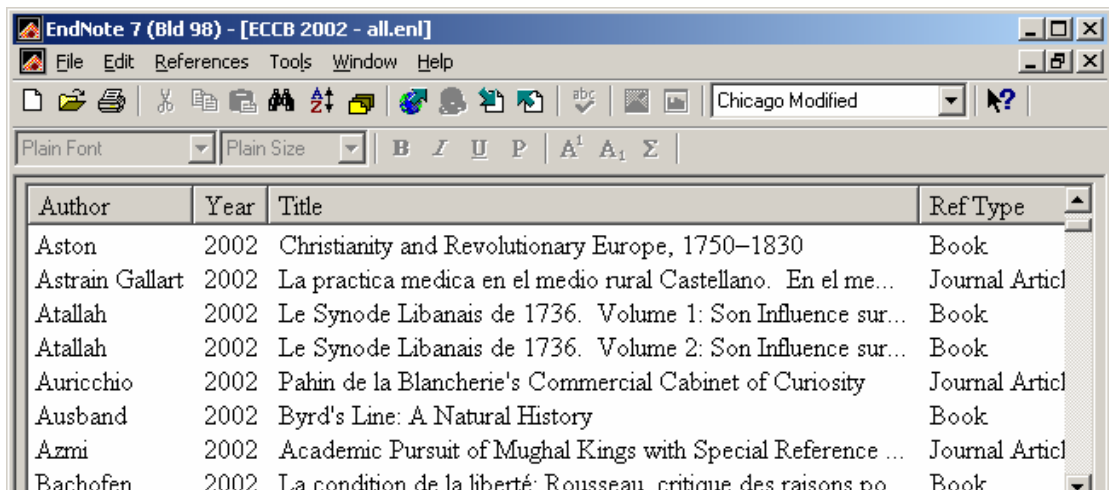 EndNote 7 (Bld 98) - [ECCB 2002 - all.enl]
File Edit References Tools Window Help
abc Chicago Modified
Plain Font Plain Size B I U P A¹ A₁ Σ
Author Year Title Ref Type
Aston 2002 Christianity and Revolutionary Europe, 1750–1830 Book
Astrain Gallart 2002 La practica medica en el medio rural Castellano. En el me... Journal Articl
Atallah 2002 Le Synode Libanais de 1736. Volume 1: Son Influence sur... Book
Atallah 2002 Le Synode Libanais de 1736. Volume 2: Son Influence sur... Book
Auricchio 2002 Pahin de la Blancherie's Commercial Cabinet of Curiosity Journal Articl
Ausband 2002 Byrd's Line: A Natural History Book
Azmi 2002 Academic Pursuit of Mughal Kings with Special Reference ... Journal Articl
Bachofen 2002 La condition de la liberté: Rousseau, critique des raisons po... Book